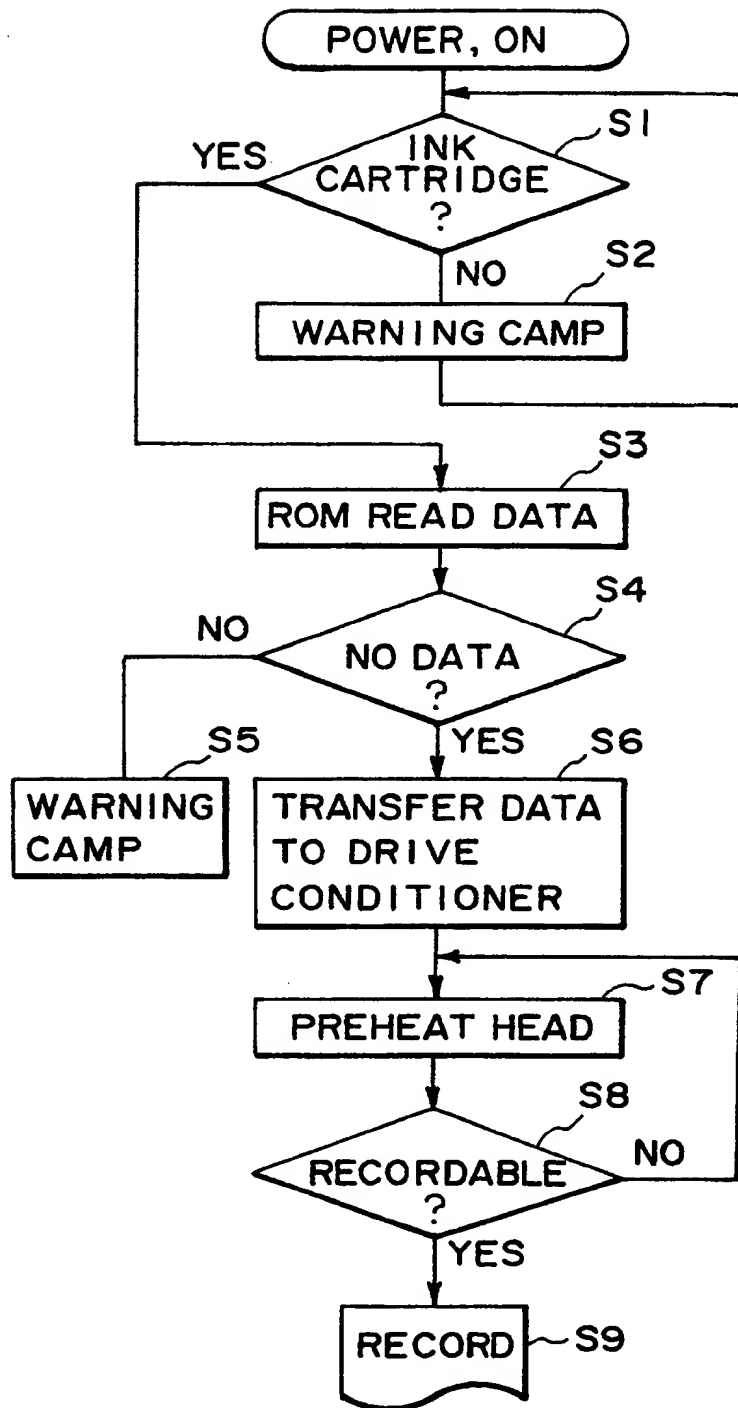 POWER, ON
S1
YES
INK
CARTRIDGE
?
NO
S2
WARNING CAMP
S3
ROM READ DATA
S4
NO
NO DATA
?
YES
S5
S6
WARNING
CAMP
TRANSFER DATA
TO DRIVE
CONDITIONER
S7
PREHEAT HEAD
S8
RECORDABLE
?
NO
YES
RECORD
S9